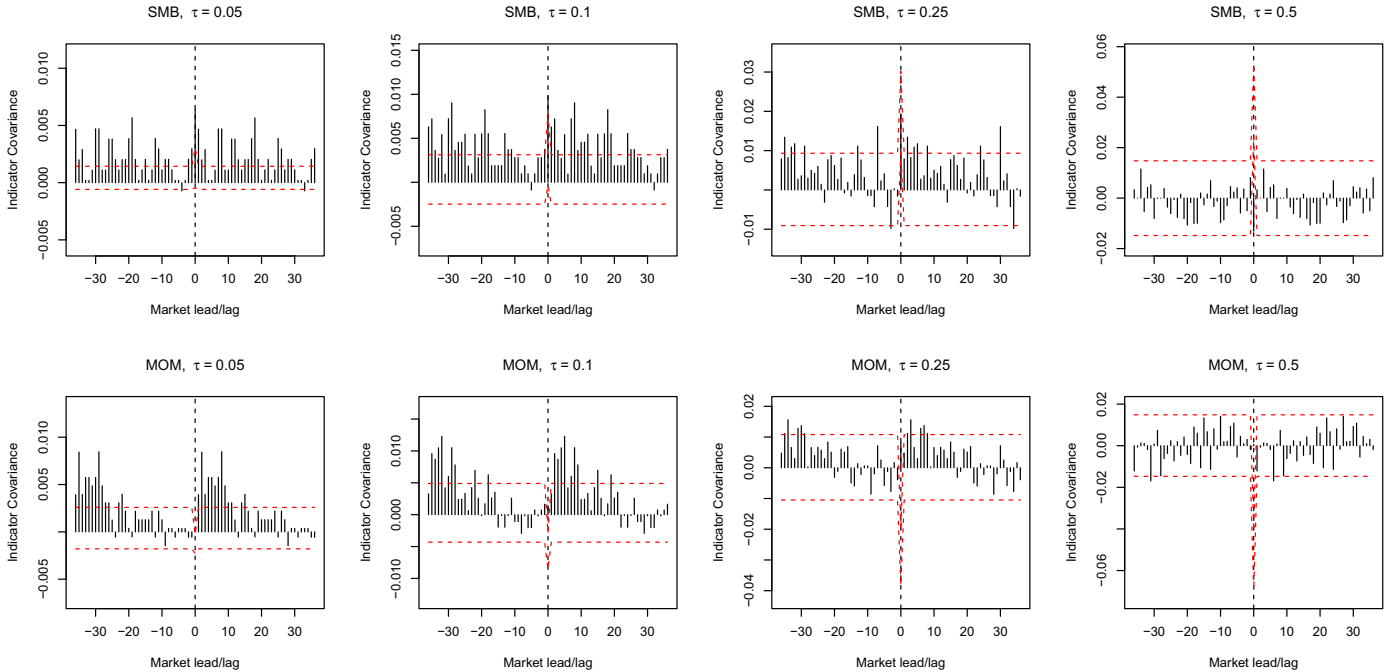 SMB, τ = 0.05
Indicator Covariance
0.010
0.005
0.000
−0.005
−30 −20 −10 0 10 20 30
Market lead/lag
SMB, τ = 0.1
Indicator Covariance
0.015
0.010
0.005
0.000
−0.005
−30 −20 −10 0 10 20 30
Market lead/lag
SMB, τ = 0.25
Indicator Covariance
0.03
0.02
0.01
−0.01
−30 −20 −10 0 10 20 30
Market lead/lag
SMB, τ = 0.5
Indicator Covariance
0.06
0.04
0.02
0.00
−0.02
−30 −20 −10 0 10 20 30
Market lead/lag
MOM, τ = 0.05
Indicator Covariance
0.010
0.005
0.000
−0.005
−30 −20 −10 0 10 20 30
Market lead/lag
MOM, τ = 0.1
Indicator Covariance
0.010
0.000
−0.010
−30 −20 −10 0 10 20 30
Market lead/lag
MOM, τ = 0.25
Indicator Covariance
0.02
0.00
−0.02
−0.04
−30 −20 −10 0 10 20 30
Market lead/lag
MOM, τ = 0.5
Indicator Covariance
0.02
0.00
−0.02
−0.06
−30 −20 −10 0 10 20 30
Market lead/lag